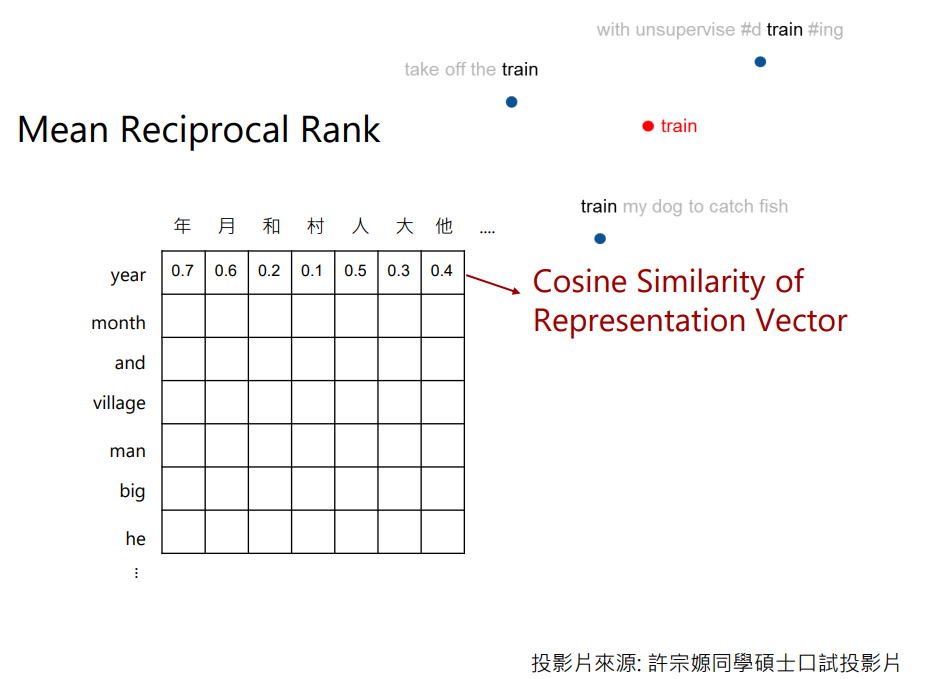 with unsupervise #d train #ing
take off the train
Mean Reciprocal Rank
train
train my dog to catch fish
年 月 和 村 人 大 他 ....
year 0.7 0.6 0.2 0.1 0.5 0.3 0.4
Cosine Similarity of
Representation Vector
month
and
village
man
big
he
⋮
投影片來源: 許宗嫄同學碩士口試投影片